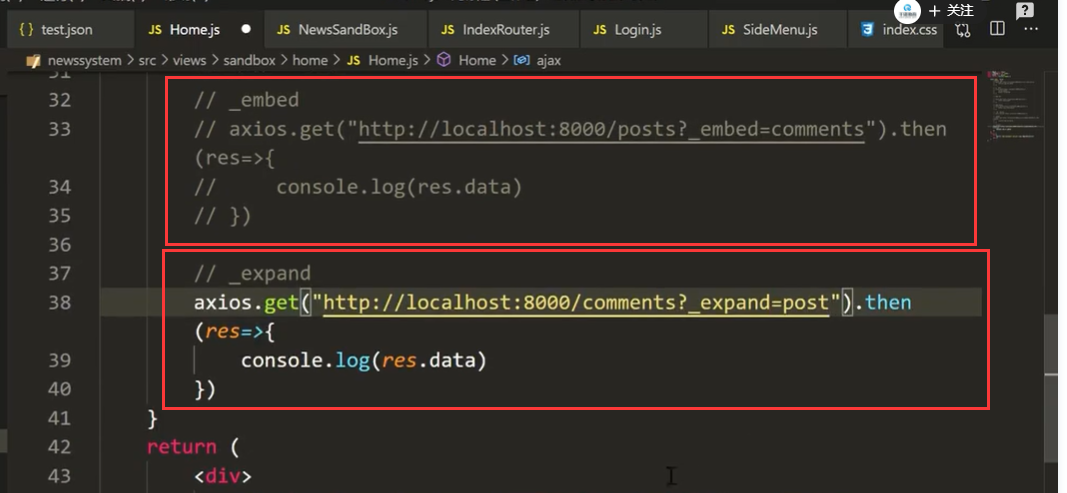 + 关注
{ } test.json
JS Home.js ●
JS NewsSandBox.js
JS IndexRouter.js
JS Login.js
JS SideMenu.js
index.css
newssystem > src > views > sandbox > home > JS Home.js > Home > ajax
31
32 // _embed
33 // axios.get("http://localhost:8000/posts?_embed=comments").then
(res=>{
34 //     console.log(res.data)
35 // })
36
37 // _expand
38 axios.get("http://localhost:8000/comments?_expand=post").then
(res=>{
39     console.log(res.data)
40 })
41 }
42 return (
43 <div>